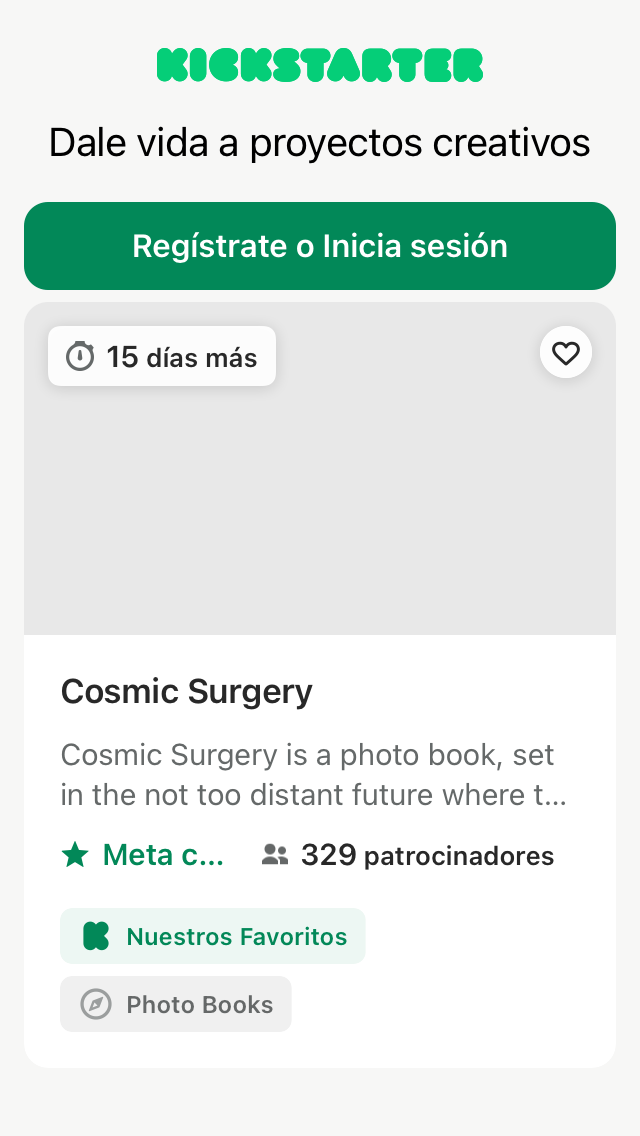 KICKSTARTER
Dale vida a proyectos creativos
Regístrate o Inicia sesión
15 días más
Cosmic Surgery
Cosmic Surgery is a photo book, set
in the not too distant future where t...
Meta c... 329 patrocinadores
Nuestros Favoritos
Photo Books